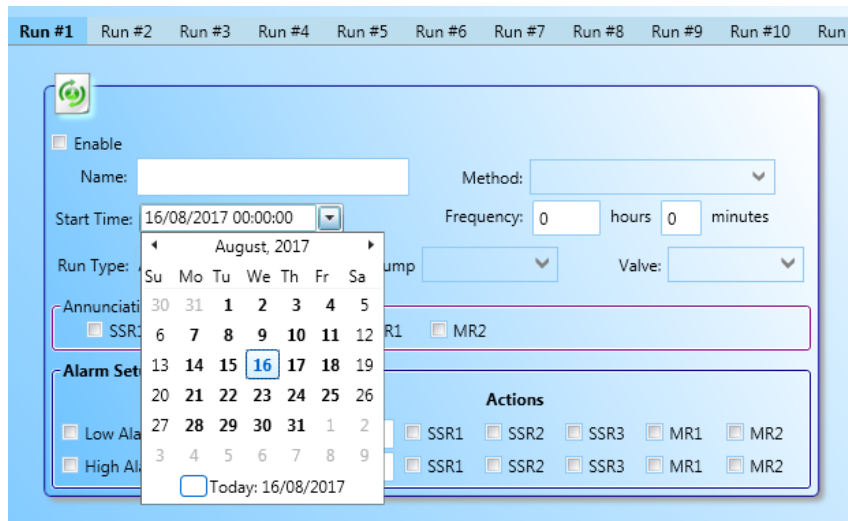 Run #1 Run #2 Run #3 Run #4 Run #5 Run #6 Run #7 Run #8 Run #9 Run #10 Run
Enable
Name: Method:
Start Time: 16/08/2017 00:00:00 Frequency: 0 hours 0 minutes
August, 2017
Run Type: ump Valve:
Su Mo Tu We Th Fr Sa
Annunciati
30 31 1 2 3 4 5
SSR1 R1 MR2
6 7 8 9 10 11 12
13 14 15 16 17 18 19
Alarm Set
20 21 22 23 24 25 26
Actions
27 28 29 30 31 1 2
Low Ala SSR1 SSR2 SSR3 MR1 MR2
3 4 5 6 7 8 9
High Al SSR1 SSR2 SSR3 MR1 MR2
Today: 16/08/2017